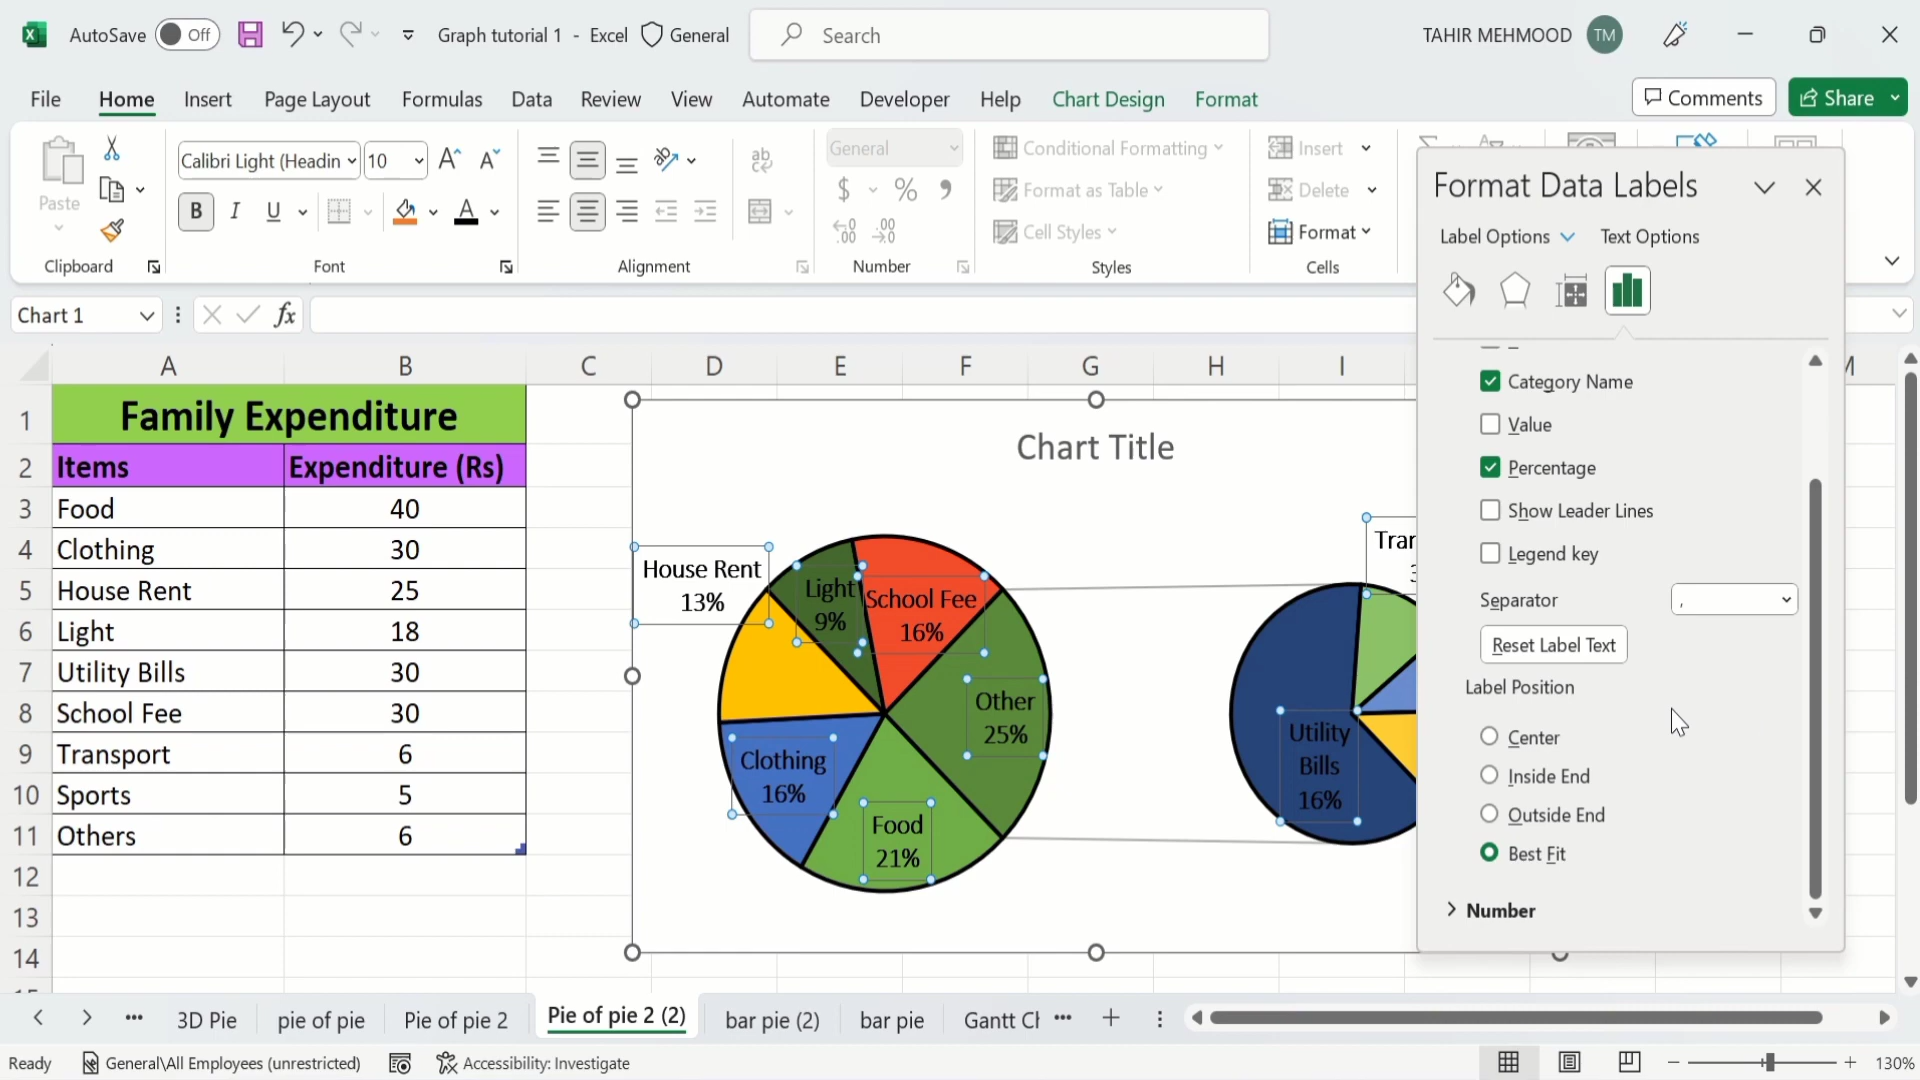 AutoSave Off Graph tutorial 1 - Excel General Search TAHIR MEHMOOD TM
File Home Insert Page Layout Formulas Data Review View Automate Developer Help Chart Design Format Comments Share
Paste Calibri Light (Headin 10 General Conditional Formatting Insert
Format as Table Delete
B I U A $ % Cell Styles Format
Clipboard Font Alignment Number Styles Cells
Chart 1 fx
A B C D E F G H I M
1 Family Expenditure
2 Items Expenditure (Rs)
3 Food 40
4 Clothing 30
5 House Rent 25
6 Light 18
7 Utility Bills 30
8 School Fee 30
9 Transport 6
10 Sports 5
11 Others 6
12
13
14
Chart Title
House Rent
13%
Light
9%
School Fee
16%
Other
25%
Clothing
16%
Food
21%
Utility
Bills
16%
Format Data Labels
Label Options Text Options
Category Name
Value
Percentage
Show Leader Lines
Legend key
Separator ,
Reset Label Text
Label Position
Center
Inside End
Outside End
Best Fit
Number
3D Pie pie of pie Pie of pie 2 Pie of pie 2 (2) bar pie (2) bar pie Gantt
Ready General\All Employees (unrestricted) Accessibility: Investigate 130%